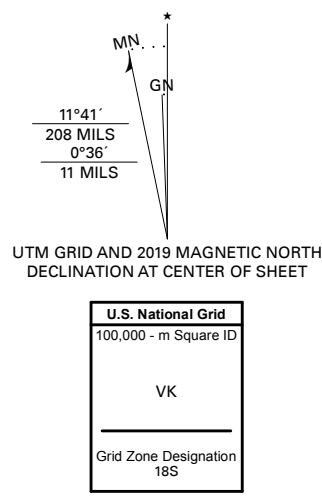 ★
MN
GN
11°41´
208 MILS
0°36´
11 MILS
UTM GRID AND 2019 MAGNETIC NORTH
DECLINATION AT CENTER OF SHEET
U.S. National Grid
100,000 - m Square ID
VK
Grid Zone Designation
18S